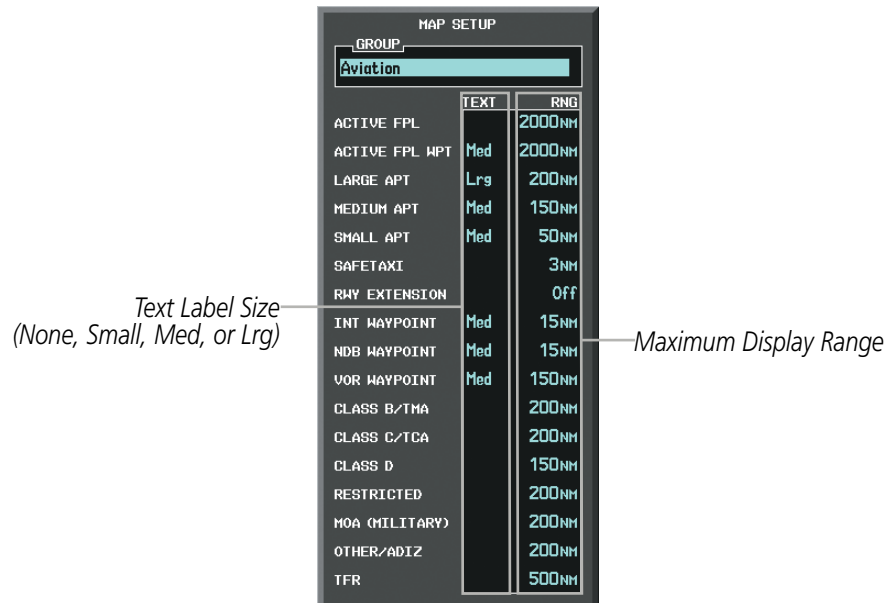 MAP SETUP
GROUP
Aviation
TEXT RNG
ACTIVE FPL 2000NM
ACTIVE FPL WPT Med 2000NM
LARGE APT Lrg 200NM
MEDIUM APT Med 150NM
SMALL APT Med 50NM
SAFETAXI 3NM
RWY EXTENSION Off
INT WAYPOINT Med 15NM
NDB WAYPOINT Med 15NM
VOR WAYPOINT Med 150NM
CLASS B/TMA 200NM
CLASS C/TCA 200NM
CLASS D 150NM
RESTRICTED 200NM
MOA (MILITARY) 200NM
OTHER/ADIZ 200NM
TFR 500NM
Text Label Size
(None, Small, Med, or Lrg)
Maximum Display Range